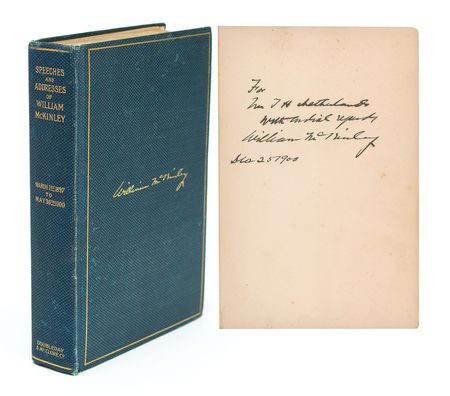 SPEECHES
AND
ADDRESSES
OF
WILLIAM
McKINLEY
MARCH 1ST 1897
TO
MAY 30TH 1900
DOUBLEDAY
& McCLURE CO
William McKinley
For
T H
with cordial regards
William McKinley
Dec 25 1900